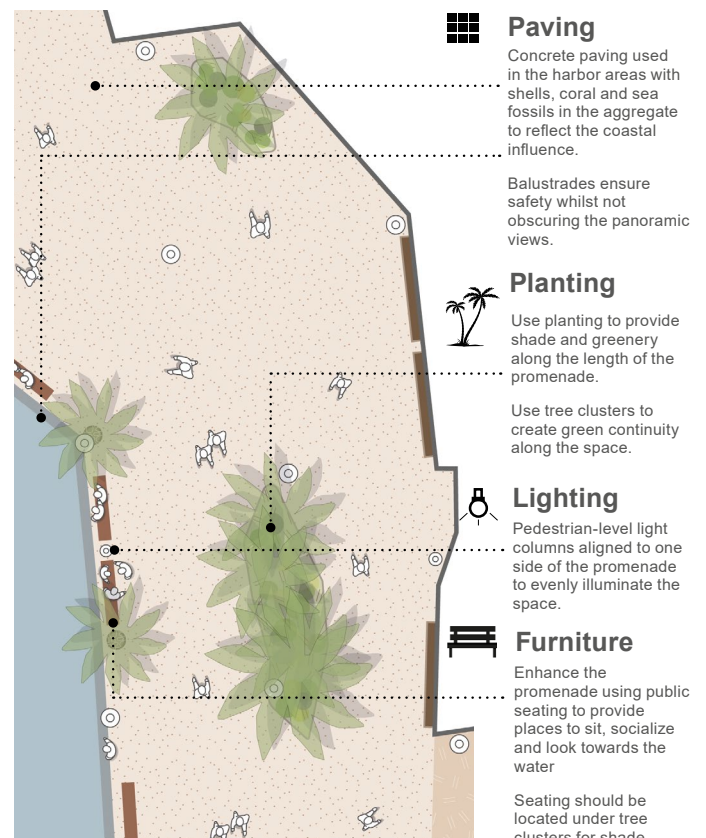 Paving
Concrete paving used
in the harbor areas with
shells, coral and sea
fossils in the aggregate
to reflect the coastal
influence.
Balustrades ensure
safety whilst not
obscuring the panoramic
views.
Planting
Use planting to provide
shade and greenery
along the length of the
promenade.
Use tree clusters to
create green continuity
along the space.
Lighting
Pedestrian-level light
columns aligned to one
side of the promenade
to evenly illuminate the
space.
Furniture
Enhance the
promenade using public
seating to provide
places to sit, socialize
and look towards the
water
Seating should be
located under tree
clusters for shade